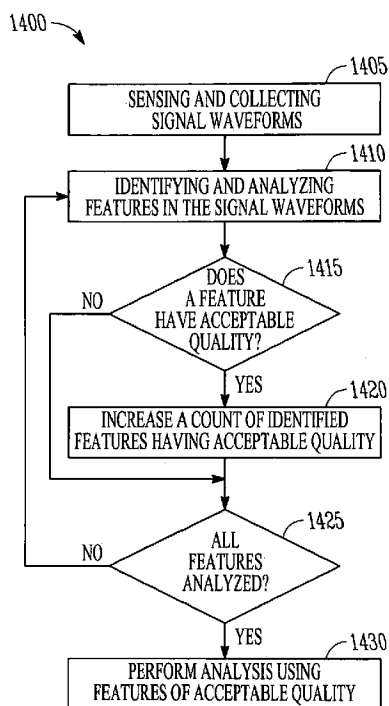 1400
1405
SENSING AND COLLECTING
SIGNAL WAVEFORMS
1410
IDENTIFYING AND ANALYZING
FEATURES IN THE SIGNAL WAVEFORMS
1415
DOES
A FEATURE
HAVE ACCEPTABLE
QUALITY?
NO
YES
1420
INCREASE A COUNT OF IDENTIFIED
FEATURES HAVING ACCEPTABLE QUALITY
1425
ALL
FEATURES
ANALYZED?
NO
YES
1430
PERFORM ANALYSIS USING
FEATURES OF ACCEPTABLE QUALITY